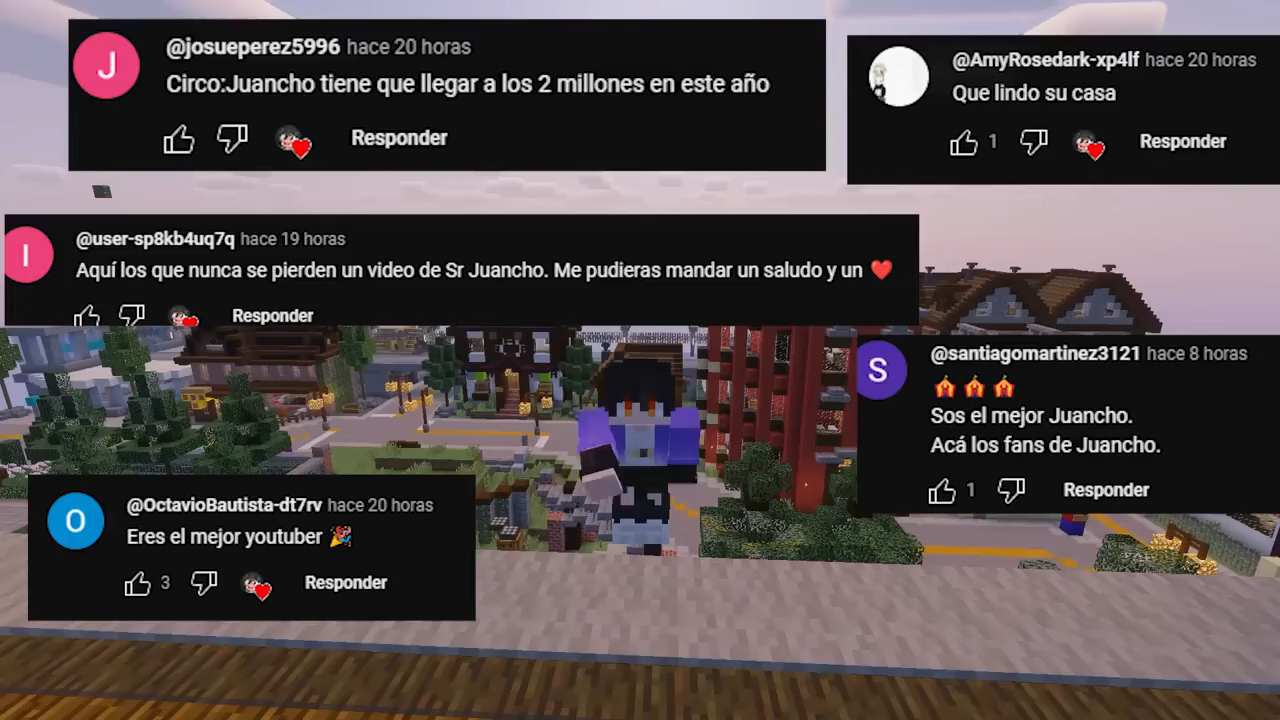 @josueperez5996 hace 20 horas
Circo:Juancho tiene que llegar a los 2 millones en este año
Responder
@AmyRosedark-xp4lf hace 20 horas
Que lindo su casa
1
Responder
@user-sp8kb4uq7q hace 19 horas
Aquí los que nunca se pierden un video de Sr Juancho. Me pudieras mandar un saludo y un ❤️
Responder
@santiagomartinez3121 hace 8 horas
🎪🎪🎪
Sos el mejor Juancho.
Acá los fans de Juancho.
1
Responder
@OctavioBautista-dt7rv hace 20 horas
Eres el mejor youtuber 🎉
3
Responder
J
I
S
O